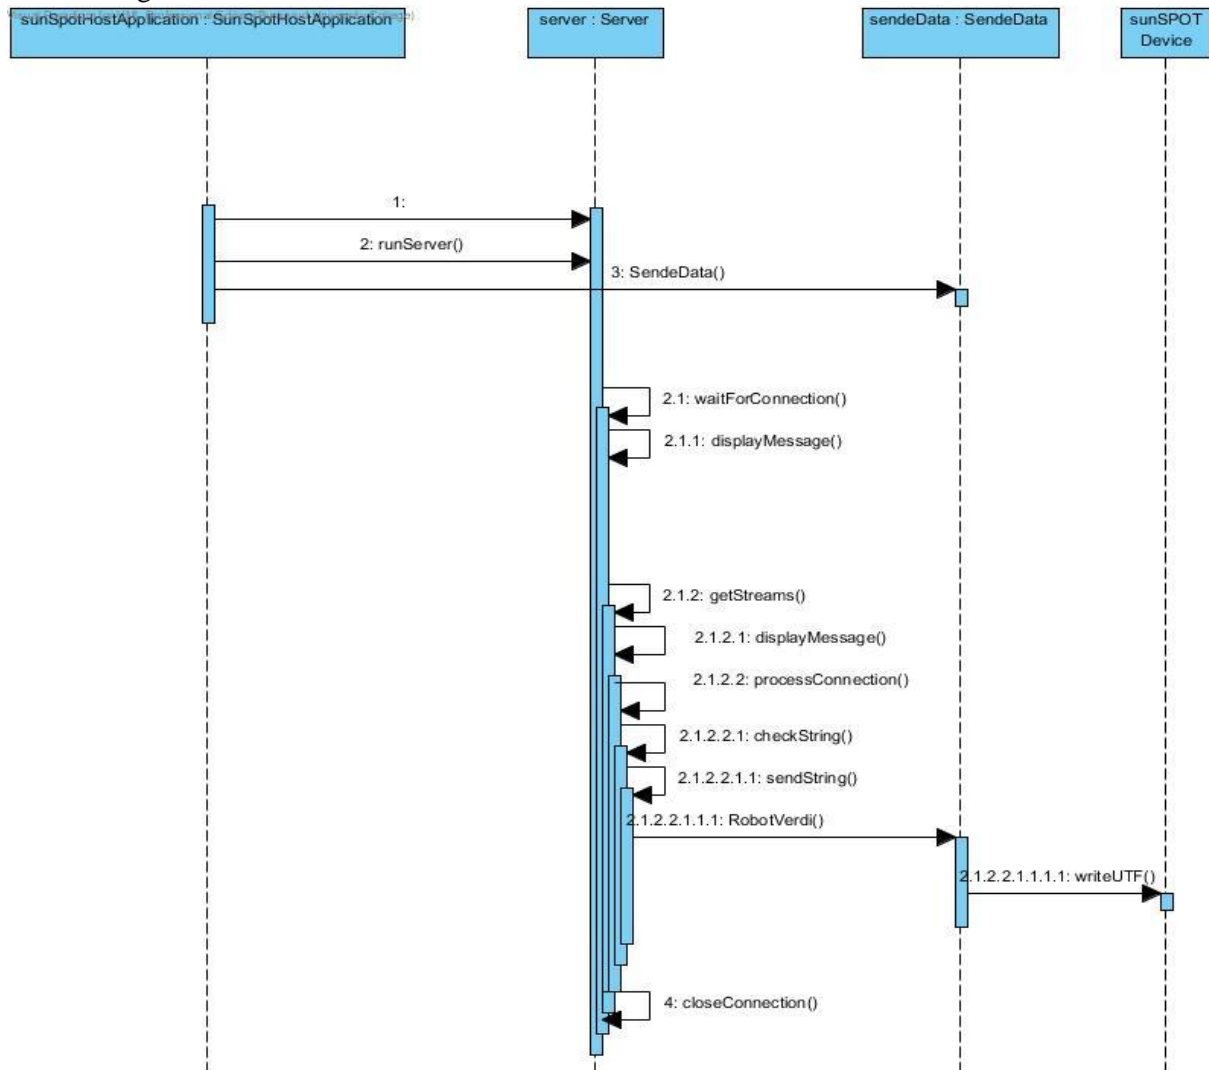 sunSpotHostApplication : SunSpotHostApplication
server : Server
sendeData : SendeData
sunSPOT
Device
1:
2: runServer()
3: SendeData()
2.1: waitForConnection()
2.1.1: displayMessage()
2.1.2: getStreams()
2.1.2.1: displayMessage()
2.1.2.2: processConnection()
2.1.2.2.1: checkString()
2.1.2.2.1.1: sendString()
2.1.2.2.1.1.1: RobotVerdi()
2.1.2.2.1.1.1.1: writeUTF()
4: closeConnection()